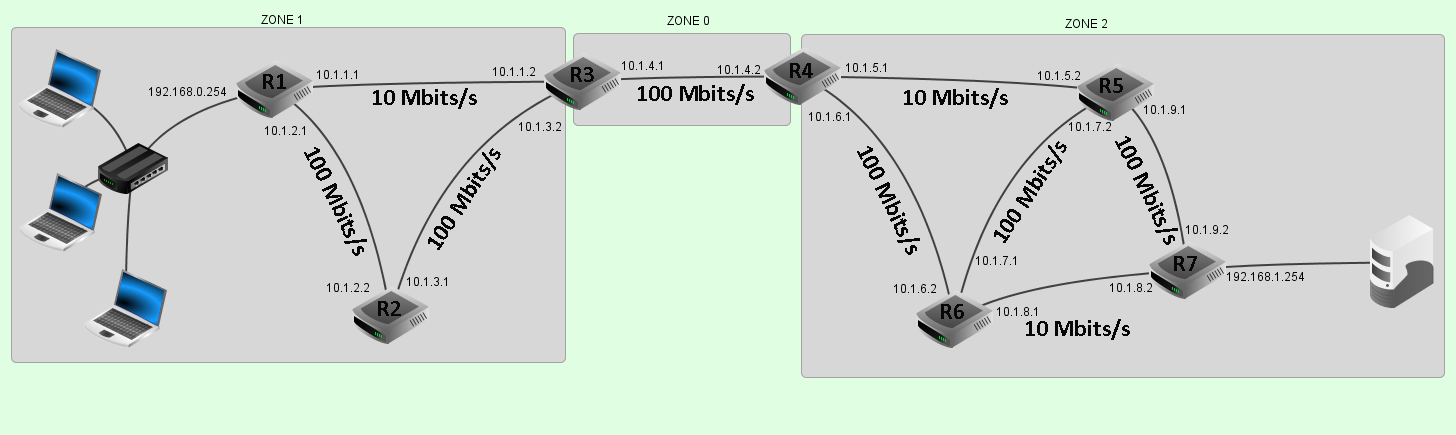 ZONE 1
ZONE 0
ZONE 2
R1
192.168.0.254
10.1.1.1
10.1.2.1
10 Mbits/s
10.1.1.2
R3
10.1.3.2
10.1.4.1
100 Mbits/s
10.1.4.2
R4
10.1.5.1
10.1.6.1
10 Mbits/s
10.1.5.2
R5
10.1.7.2
10.1.9.1
100 Mbits/s
100 Mbits/s
100 Mbits/s
100 Mbits/s
100 Mbits/s
10.1.2.2
10.1.3.1
R2
10.1.6.2
10.1.7.1
R6
10.1.8.1
10 Mbits/s
10.1.8.2
10.1.9.2
R7
192.168.1.254